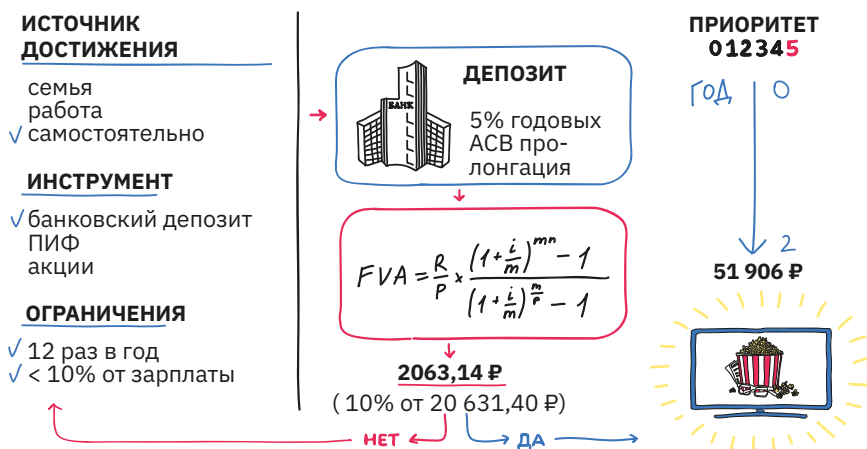 ИСТОЧНИК
ДОСТИЖЕНИЯ
семья
работа
самостоятельно
ИНСТРУМЕНТ
банковский депозит
ПИФ
акции
ОГРАНИЧЕНИЯ
12 раз в год
< 10% от зарплаты
ДЕПОЗИТ
БАНК
5% годовых
АСВ про-
лонгация
FVA = R/P × ((1 + i/m)^mn − 1)/((1 + i/m)^m/P − 1)
2063,14 ₽
( 10% от 20 631,40 ₽)
НЕТ
ДА
ПРИОРИТЕТ
012345
ГОД 0
2
51 906 ₽